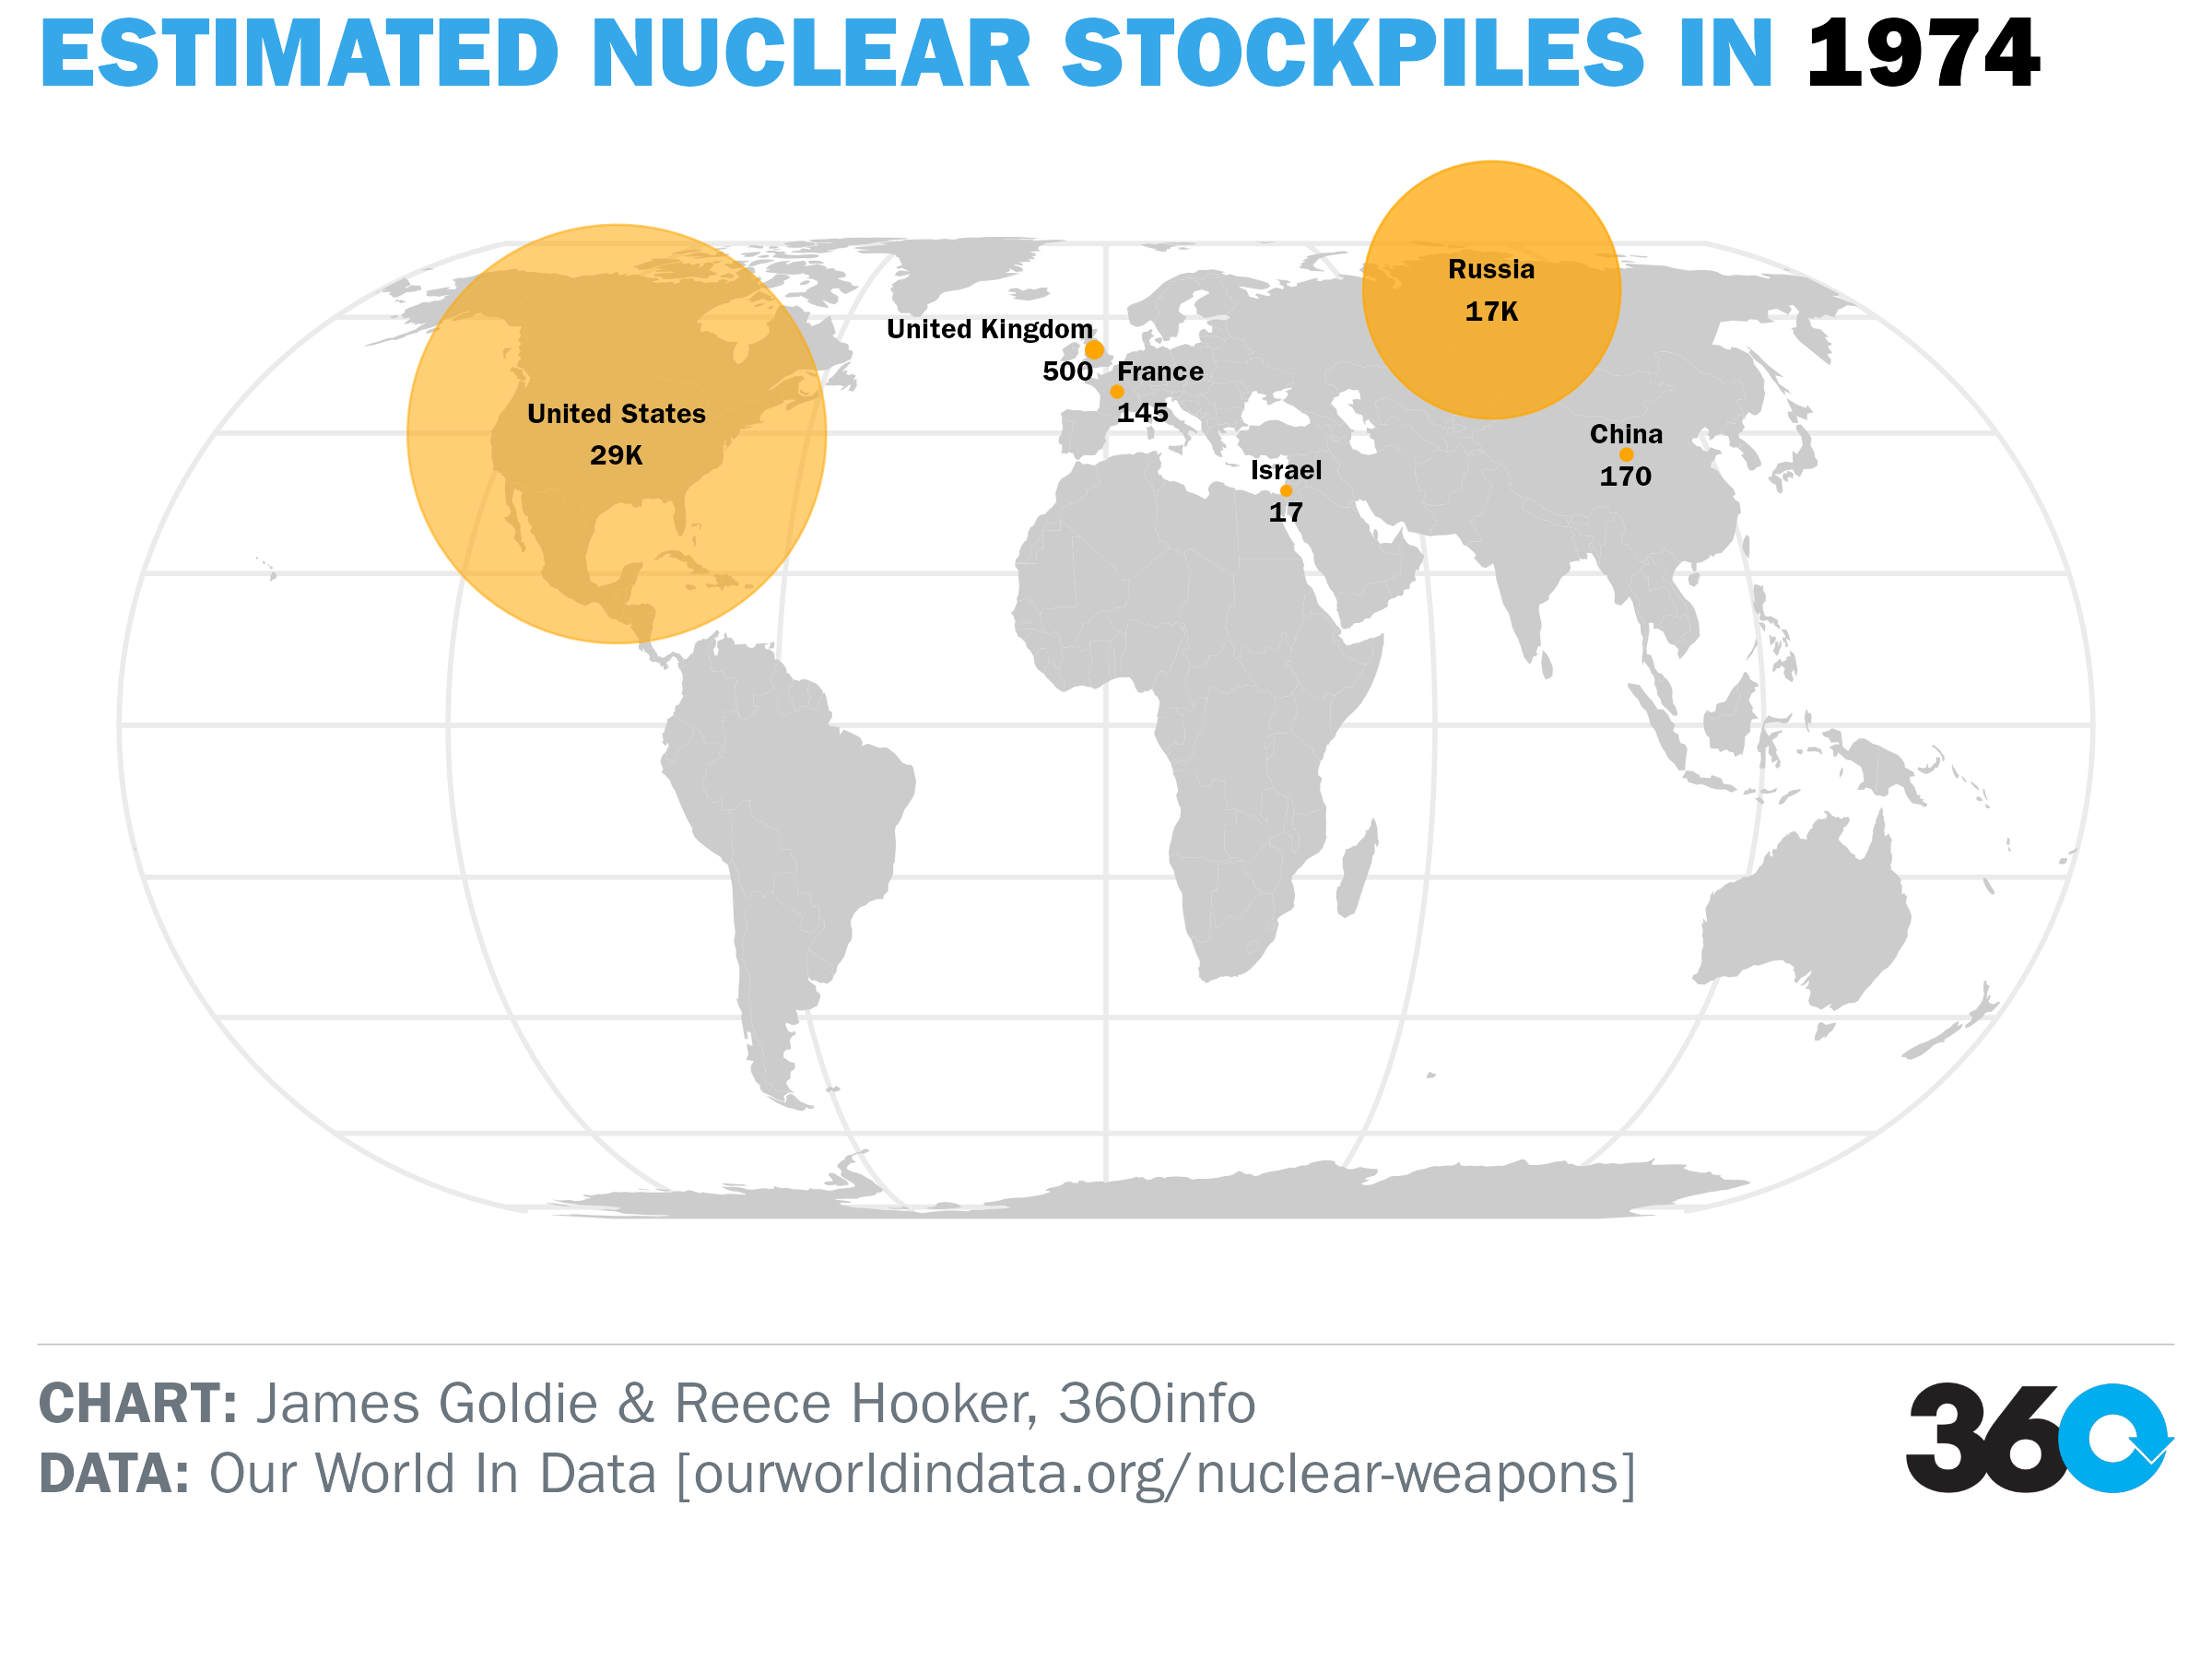 ESTIMATED NUCLEAR STOCKPILES IN 1974
Russia
17K
United Kingdom
500
France
145
United States
29K
China
170
Israel
17
CHART: James Goldie & Reece Hooker, 360info
DATA: Our World In Data [ourworldindata.org/nuclear-weapons]
360